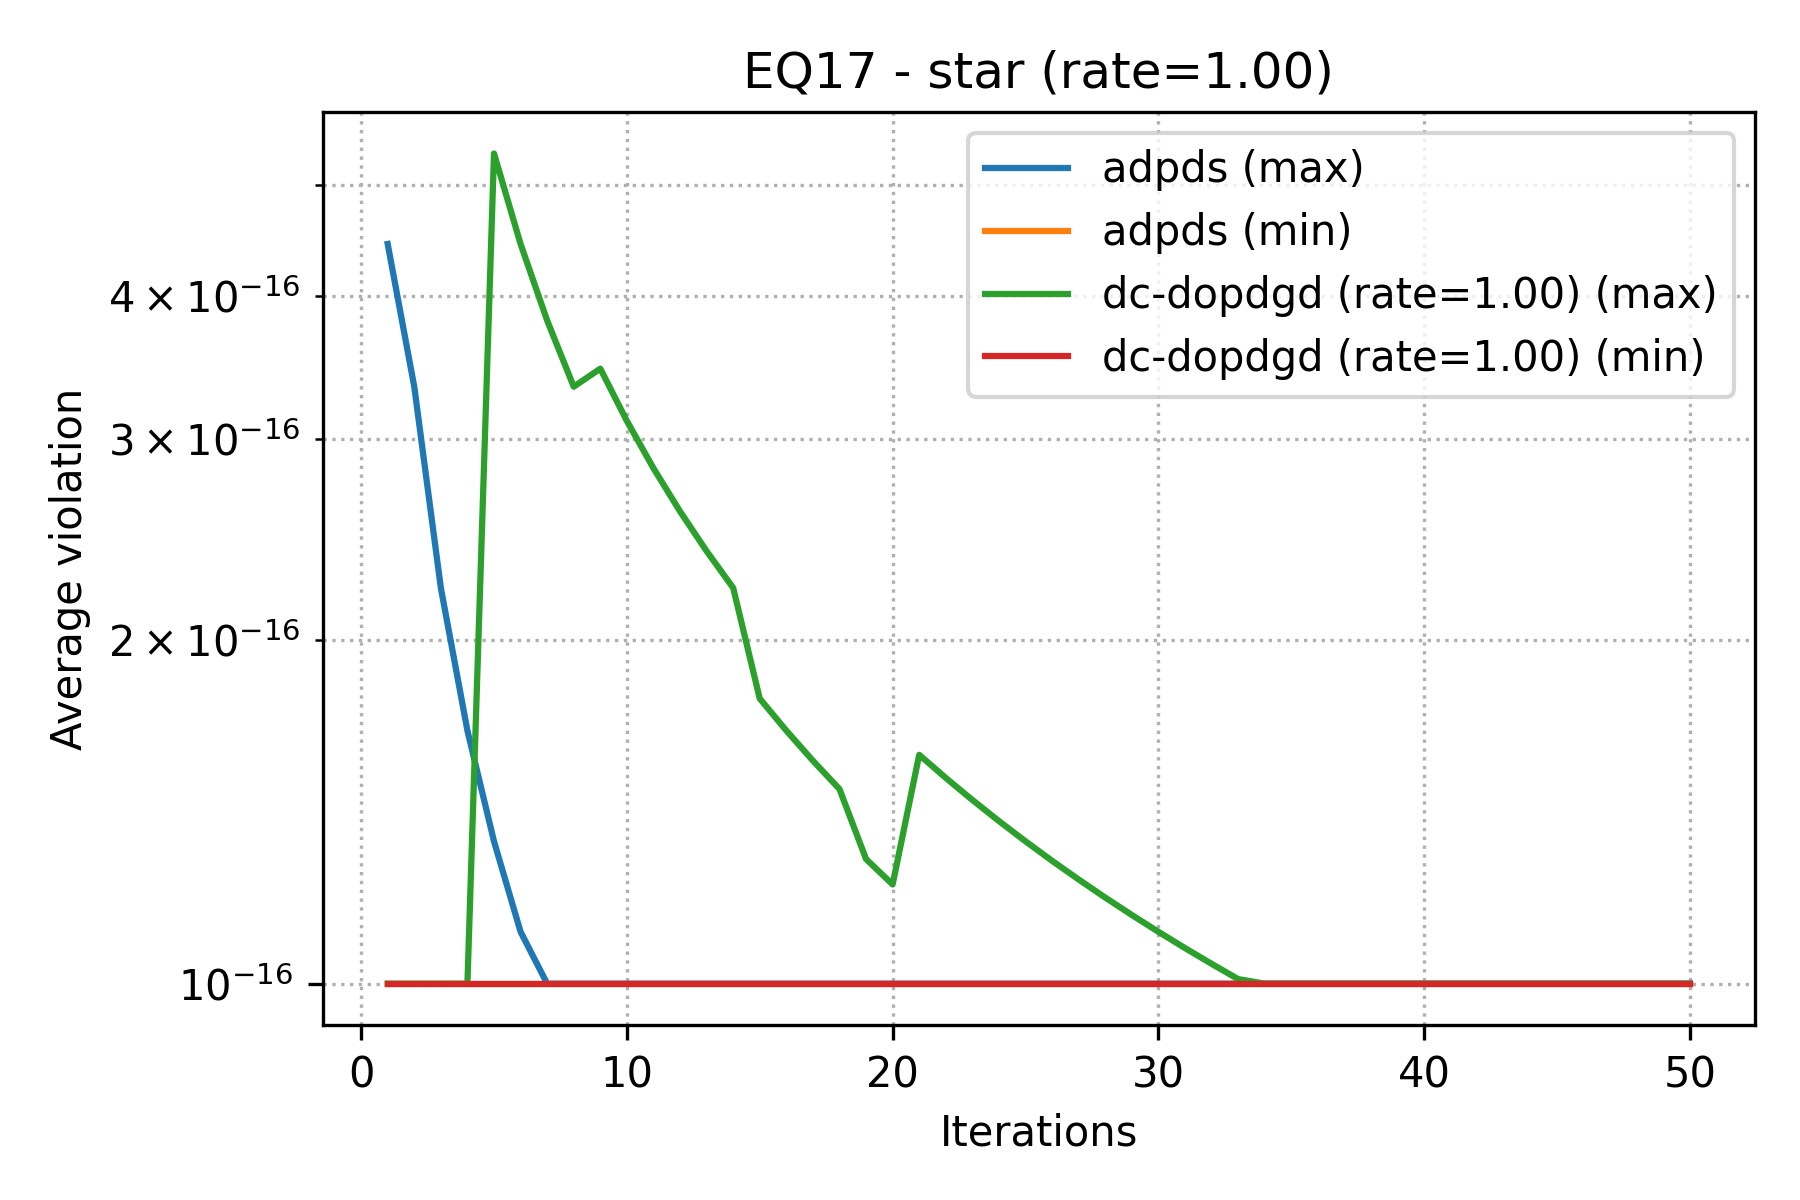 EQ17 - star (rate=1.00)
adpds (max)
adpds (min)
dc-dopdgd (rate=1.00) (max)
dc-dopdgd (rate=1.00) (min)
Average violation
4 × 10⁻¹⁶
3 × 10⁻¹⁶
2 × 10⁻¹⁶
10⁻¹⁶
0 10 20 30 40 50
Iterations